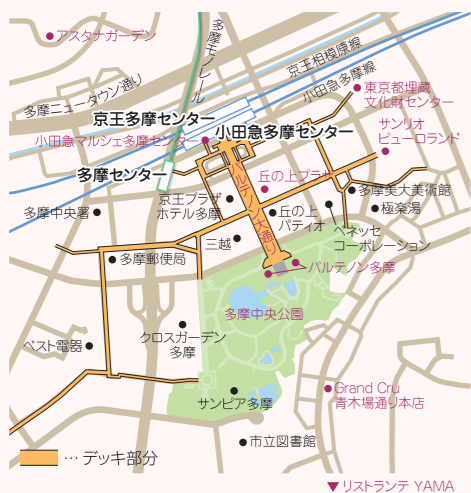 アスタナガーデン
多摩モノレール
京王相模原線
小田急多摩線
多摩ニュータウン通り
東京都埋蔵
文化財センター
京王多摩センター
小田急マルシェ多摩センター
小田急多摩センター
サンリオ
ピューロランド
多摩センター
丘の上プラザ
パルテノン大通り
多摩美大美術館
京王プラザ
ホテル多摩
多摩中央署
丘の上
パティオ
極楽湯
ベネッセ
コーポレーション
三越
多摩郵便局
パルテノン多摩
多摩中央公園
クロスガーデン
多摩
ベスト電器
サンピア多摩
Grand Cru
青木場通り本店
市立図書館
… デッキ部分
▼リストランテ YAMA